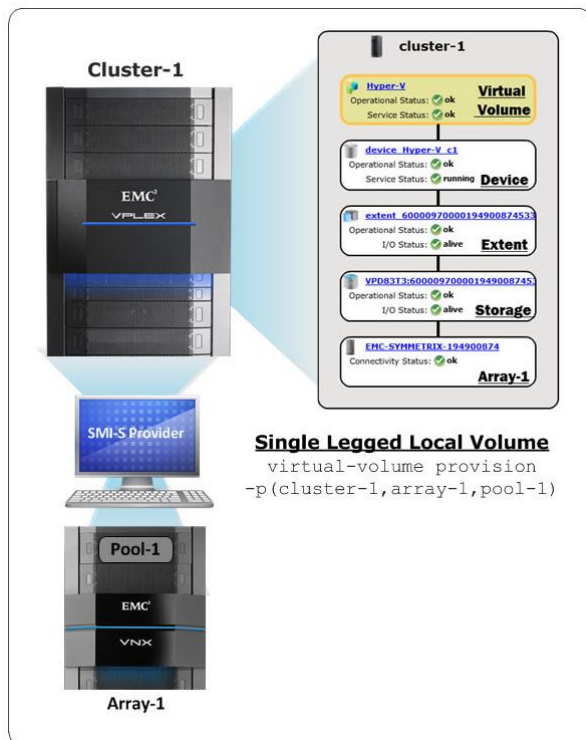 Cluster-1
EMC²
VPLEX
cluster-1
Hyper-V
Operational Status: ok
Service Status: ok
Virtual
Volume
device_Hyper-V_c1
Operational Status: ok
Service Status: running
Device
extent_6000097000019490087453
Operational Status: ok
I/O Status: alive
Extent
VPD83T3:6000097000019490087453
Operational Status: ok
I/O Status: alive
Storage
EMC-SYMMETRIX-194900874
Connectivity Status: ok
Array-1
SMI-S Provider
Single Legged Local Volume
virtual-volume provision
-p(cluster-1,array-1,pool-1)
Pool-1
EMC²
VNX
Array-1